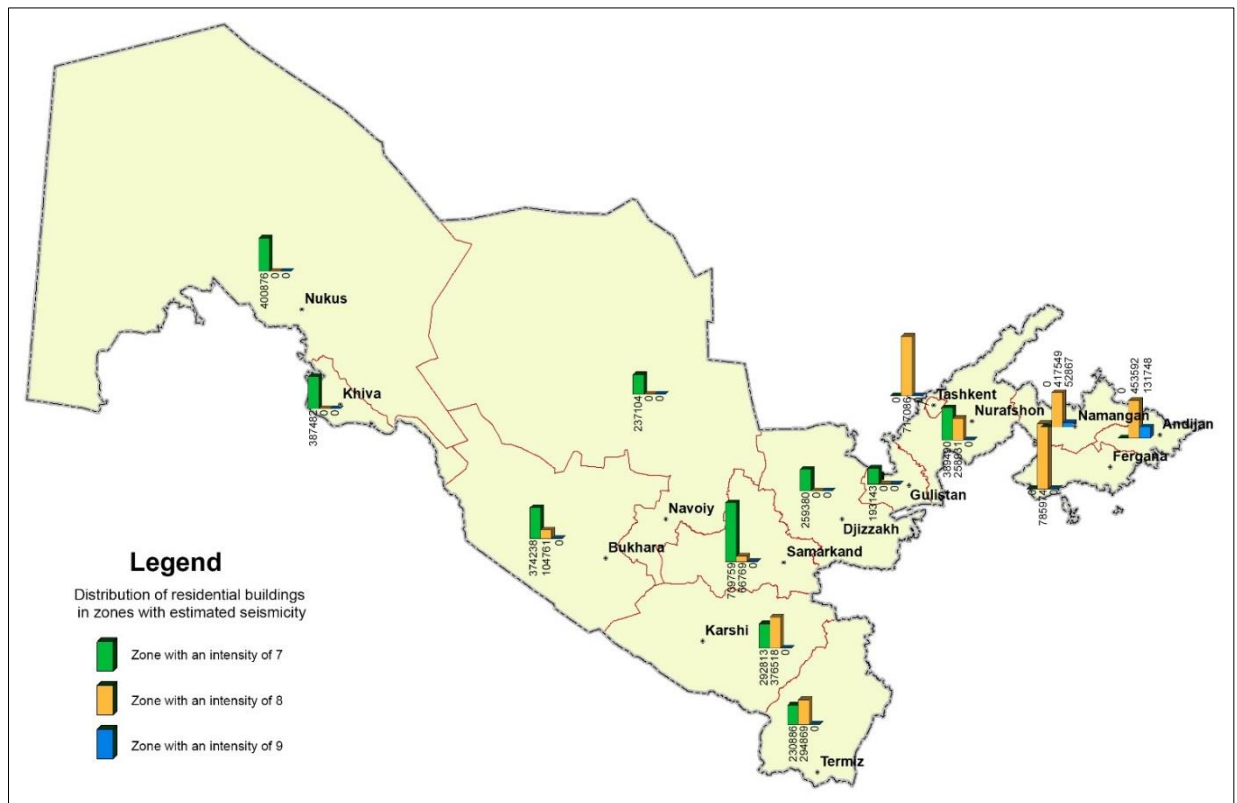 0
417549
52867
0
453592
131748
Tashkent
Nurafshon
Namangan
Andijan
0
400876
0
0
Nukus
Khiva
387482
0
0
237104
0
0
389490
258931
0
Fergana
785974
193143
0
0
Gulistan
259380
0
0
Djizzakh
Navoiy
374238
104761
0
Bukhara
709759
66769
0
Samarkand
Karshi
292813
376518
0
230886
294869
0
Termiz
Legend
Distribution of residential buildings
in zones with estimated seismicity
Zone with an intensity of 7
Zone with an intensity of 8
Zone with an intensity of 9